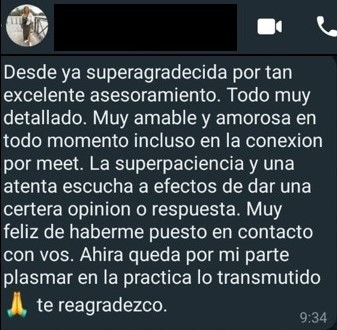 Desde ya superagradecida por tan
excelente asesoramiento. Todo muy
detallado. Muy amable y amorosa en
todo momento incluso en la conexion
por meet. La superpaciencia y una
atenta escucha a efectos de dar una
certera opinion o respuesta. Muy
feliz de haberme puesto en contacto
con vos. Ahira queda por mi parte
plasmar en la practica lo transmutido
🙏 te reagradezco.
9:34